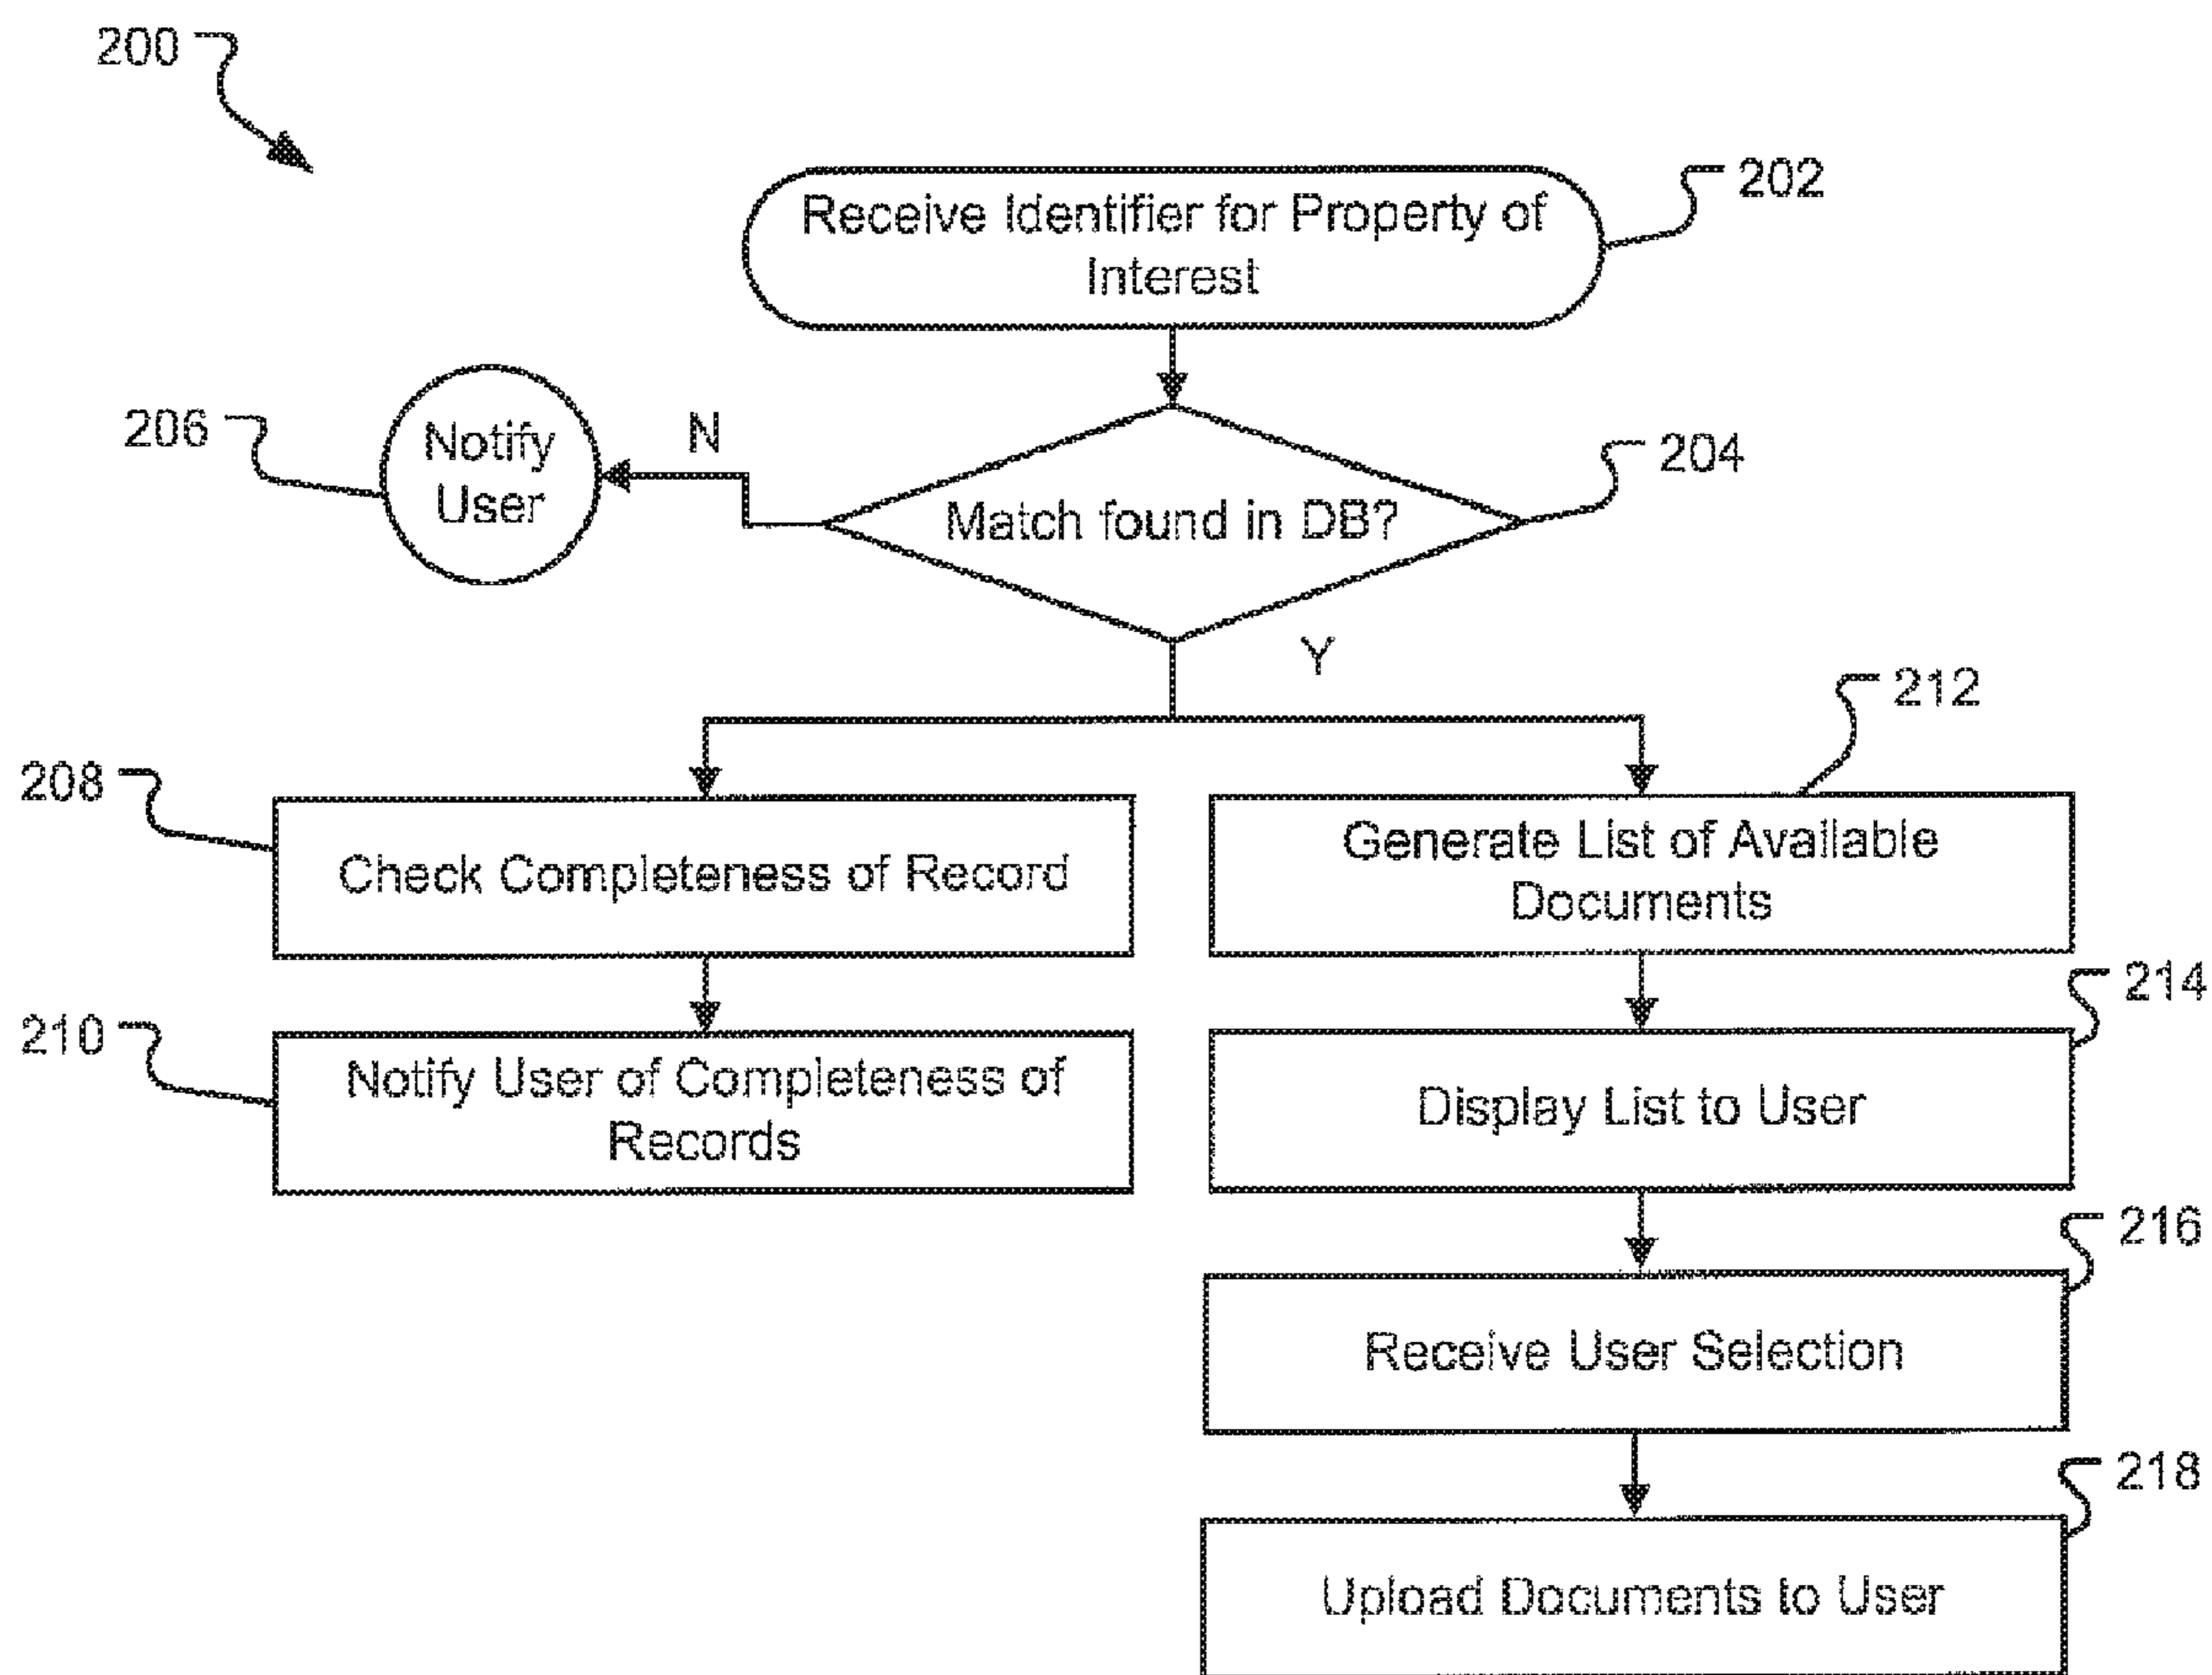 200
202
Receive Identifier for Property of
Interest
206
Notify
User
N
204
Match found in DB?
Y
212
208
Check Completeness of Record
Generate List of Available
Documents
214
210
Notify User of Completeness of
Records
Display List to User
216
Receive User Selection
218
Upload Documents to User